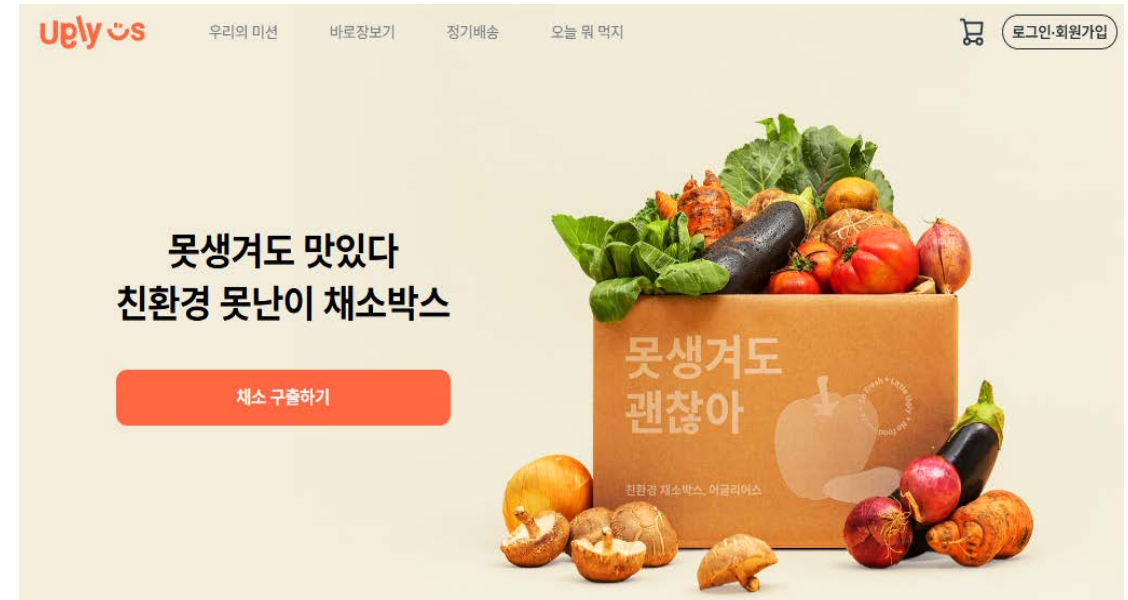 Ugly us
우리의 미션
바로장보기
정기배송
오늘 뭐 먹지
로그인·회원가입
못생겨도 맛있다
친환경 못난이 채소박스
채소 구출하기
못생겨도
괜찮아
친환경 채소박스, 어글리어스